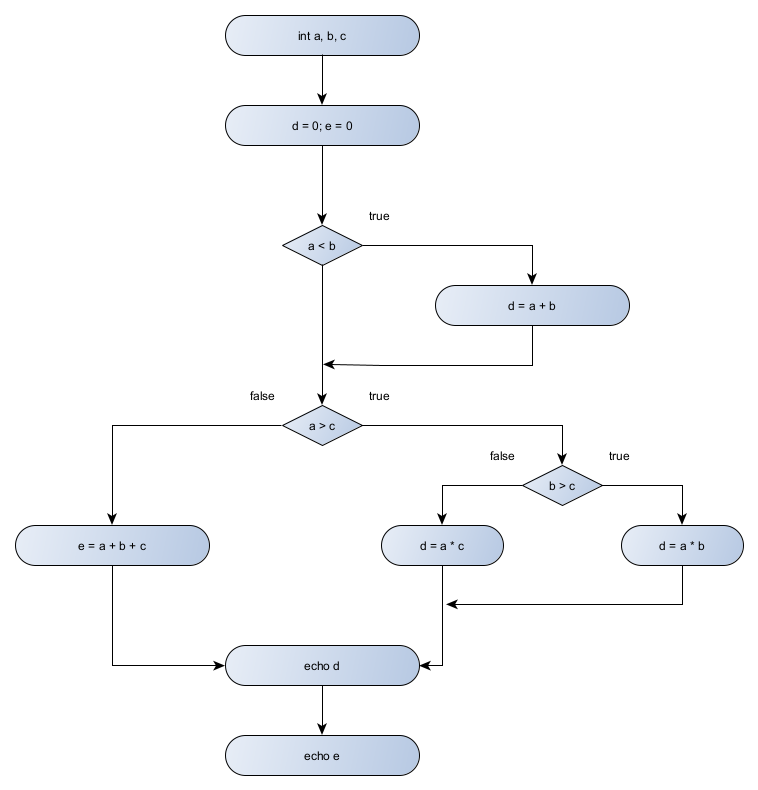 int a, b, c
d = 0; e = 0
true
a < b
d = a + b
false
true
a > c
false
true
b > c
e = a + b + c
d = a * c
d = a * b
echo d
echo e